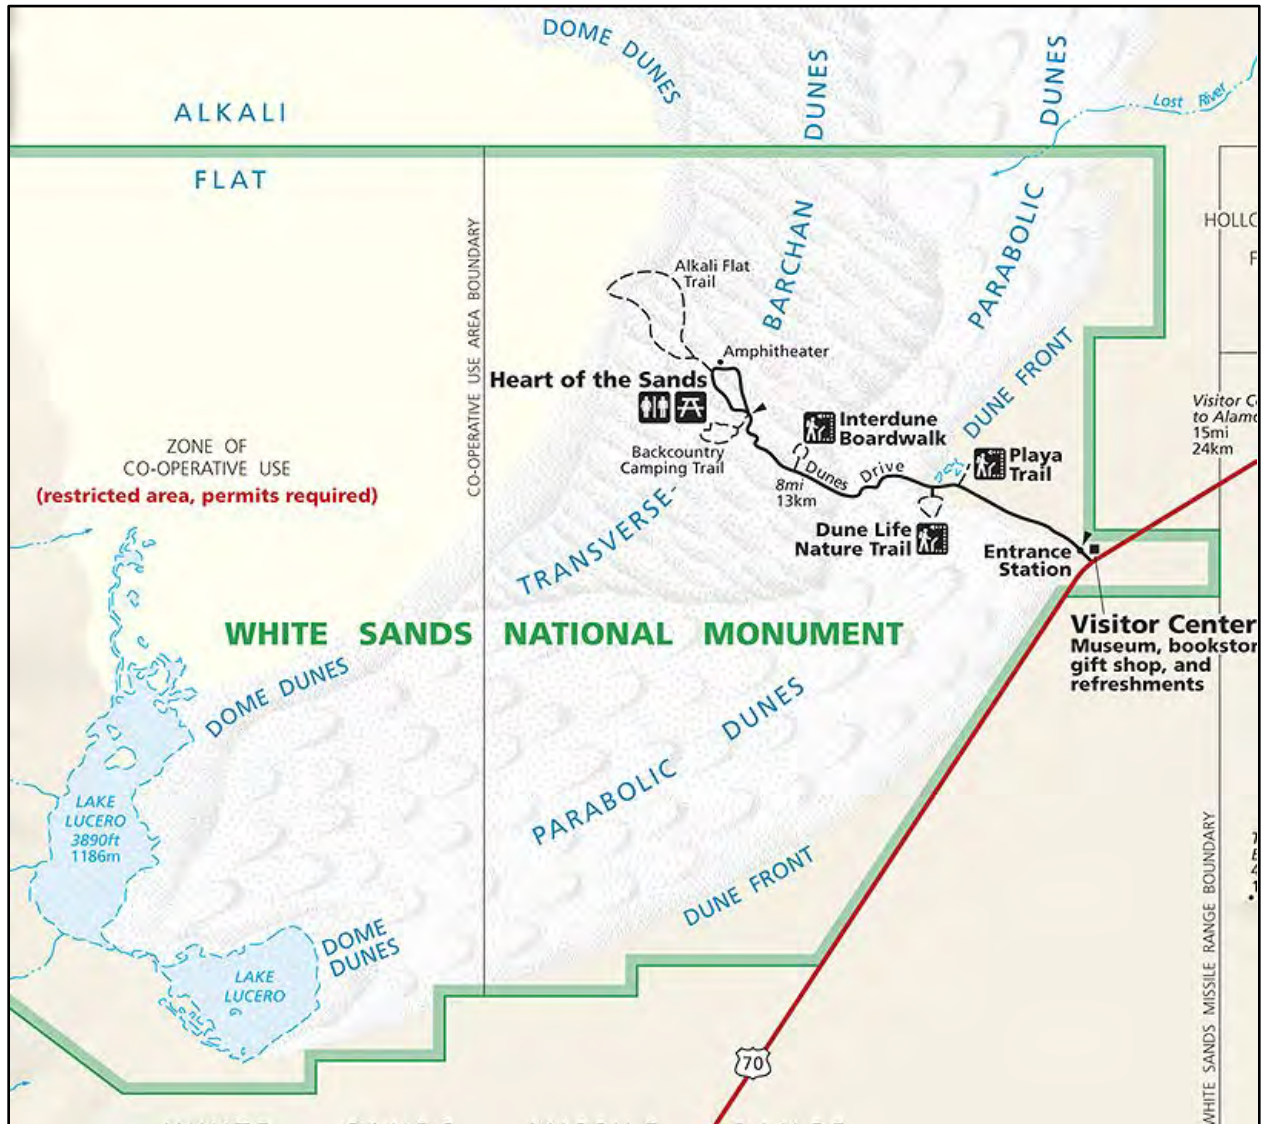 DOME DUNES
DUNES
DUNES
Lost River
ALKALI
FLAT
BARCHAN
PARABOLIC
HOLLO
F
CO-OPERATIVE USE AREA BOUNDARY
Alkali Flat
Trail
Amphitheater
DUNE FRONT
Heart of the Sands
Visitor C
to Alamo
15mi
24km
Interdune
Boardwalk
ZONE OF
CO-OPERATIVE USE
(restricted area, permits required)
Backcountry
Camping Trail
Dunes Drive
8mi
13km
Playa
Trail
TRANSVERSE
Dune Life
Nature Trail
Entrance
Station
WHITE SANDS NATIONAL MONUMENT
Visitor Center
Museum, bookstor
gift shop, and
refreshments
DOME DUNES
PARABOLIC DUNES
LAKE
LUCERO
3890ft
1186m
DUNE FRONT
DOME
DUNES
LAKE
LUCERO
70
WHITE SANDS MISSILE RANGE BOUNDARY